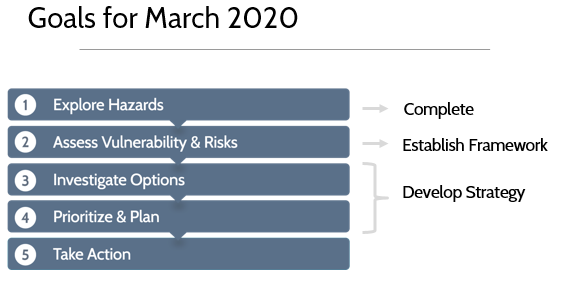 Goals for March 2020
1 Explore Hazards
Complete
2 Assess Vulnerability & Risks
Establish Framework
3 Investigate Options
Develop Strategy
4 Prioritize & Plan
5 Take Action